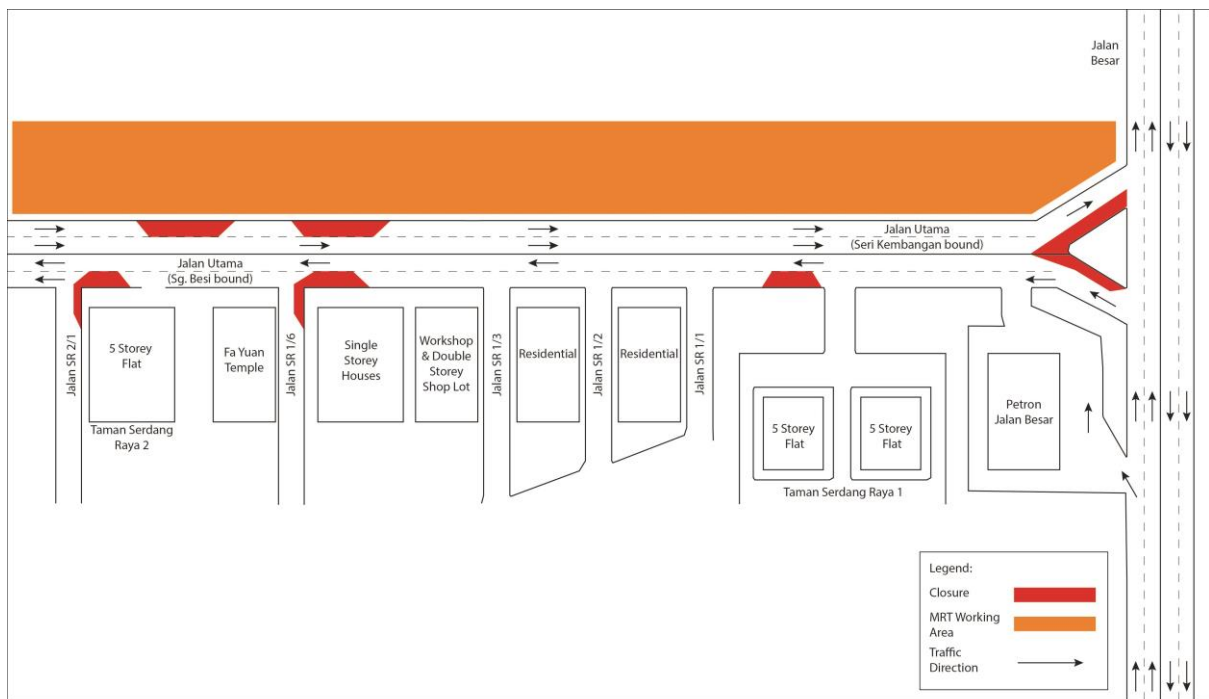 Jalan
Besar
Jalan Utama
(Seri Kembangan bound)
Jalan Utama
(Sg. Besi bound)
Jalan SR 2/1
5 Storey
Flat
Taman Serdang
Raya 2
Fa Yuan
Temple
Jalan SR 1/6
Single
Storey
Houses
Workshop
& Double
Storey
Shop Lot
Jalan SR 1/3
Residential
Jalan SR 1/2
Residential
Jalan SR 1/1
5 Storey
Flat
5 Storey
Flat
Taman Serdang Raya 1
Petron
Jalan Besar
Legend:
Closure
MRT Working
Area
Traffic
Direction